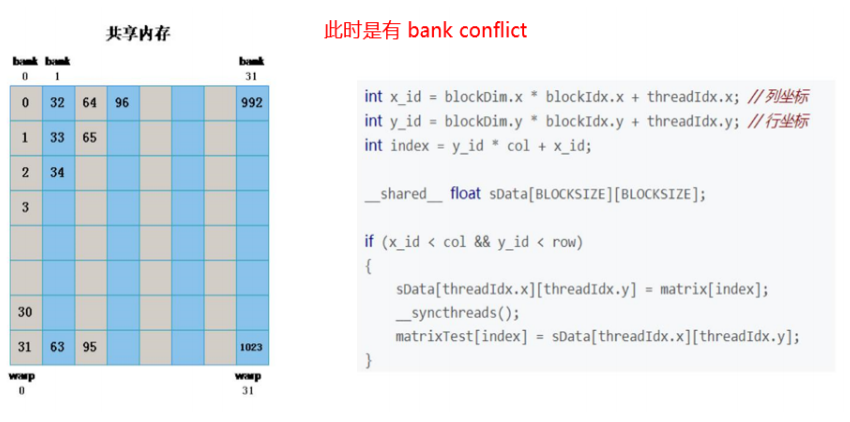 共享内存
此时是有 bank conflict
bank bank bank
0 1 31
0 32 64 96 992
1 33 65
2 34
3
30
31 63 95 1023
warp warp
0 31
int x_id = blockDim.x * blockIdx.x + threadIdx.x; //列坐标
int y_id = blockDim.y * blockIdx.y + threadIdx.y; //行坐标
int index = y_id * col + x_id;
__shared__ float sData[BLOCKSIZE][BLOCKSIZE];
if (x_id < col && y_id < row)
{
sData[threadIdx.x][threadIdx.y] = matrix[index];
__syncthreads();
matrixTest[index] = sData[threadIdx.x][threadIdx.y];
}